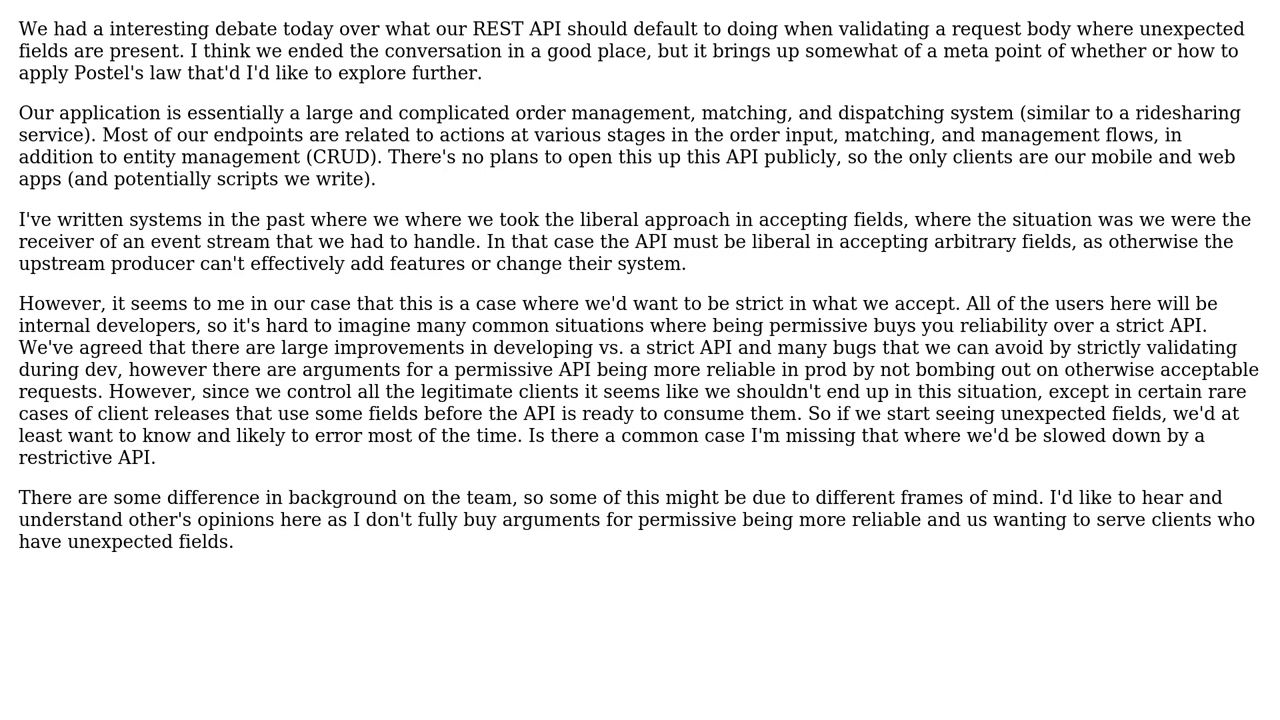 We had a interesting debate today over what our REST API should default to doing when validating a request body where unexpected
fields are present. I think we ended the conversation in a good place, but it brings up somewhat of a meta point of whether or how to
apply Postel's law that'd I'd like to explore further.
Our application is essentially a large and complicated order management, matching, and dispatching system (similar to a ridesharing
service). Most of our endpoints are related to actions at various stages in the order input, matching, and management flows, in
addition to entity management (CRUD). There's no plans to open this up this API publicly, so the only clients are our mobile and web
apps (and potentially scripts we write).
I've written systems in the past where we where we took the liberal approach in accepting fields, where the situation was we were the
receiver of an event stream that we had to handle. In that case the API must be liberal in accepting arbitrary fields, as otherwise the
upstream producer can't effectively add features or change their system.
However, it seems to me in our case that this is a case where we'd want to be strict in what we accept. All of the users here will be
internal developers, so it's hard to imagine many common situations where being permissive buys you reliability over a strict API.
We've agreed that there are large improvements in developing vs. a strict API and many bugs that we can avoid by strictly validating
during dev, however there are arguments for a permissive API being more reliable in prod by not bombing out on otherwise acceptable
requests. However, since we control all the legitimate clients it seems like we shouldn't end up in this situation, except in certain rare
cases of client releases that use some fields before the API is ready to consume them. So if we start seeing unexpected fields, we'd at
least want to know and likely to error most of the time. Is there a common case I'm missing that where we'd be slowed down by a
restrictive API.
There are some difference in background on the team, so some of this might be due to different frames of mind. I'd like to hear and
understand other's opinions here as I don't fully buy arguments for permissive being more reliable and us wanting to serve clients who
have unexpected fields.